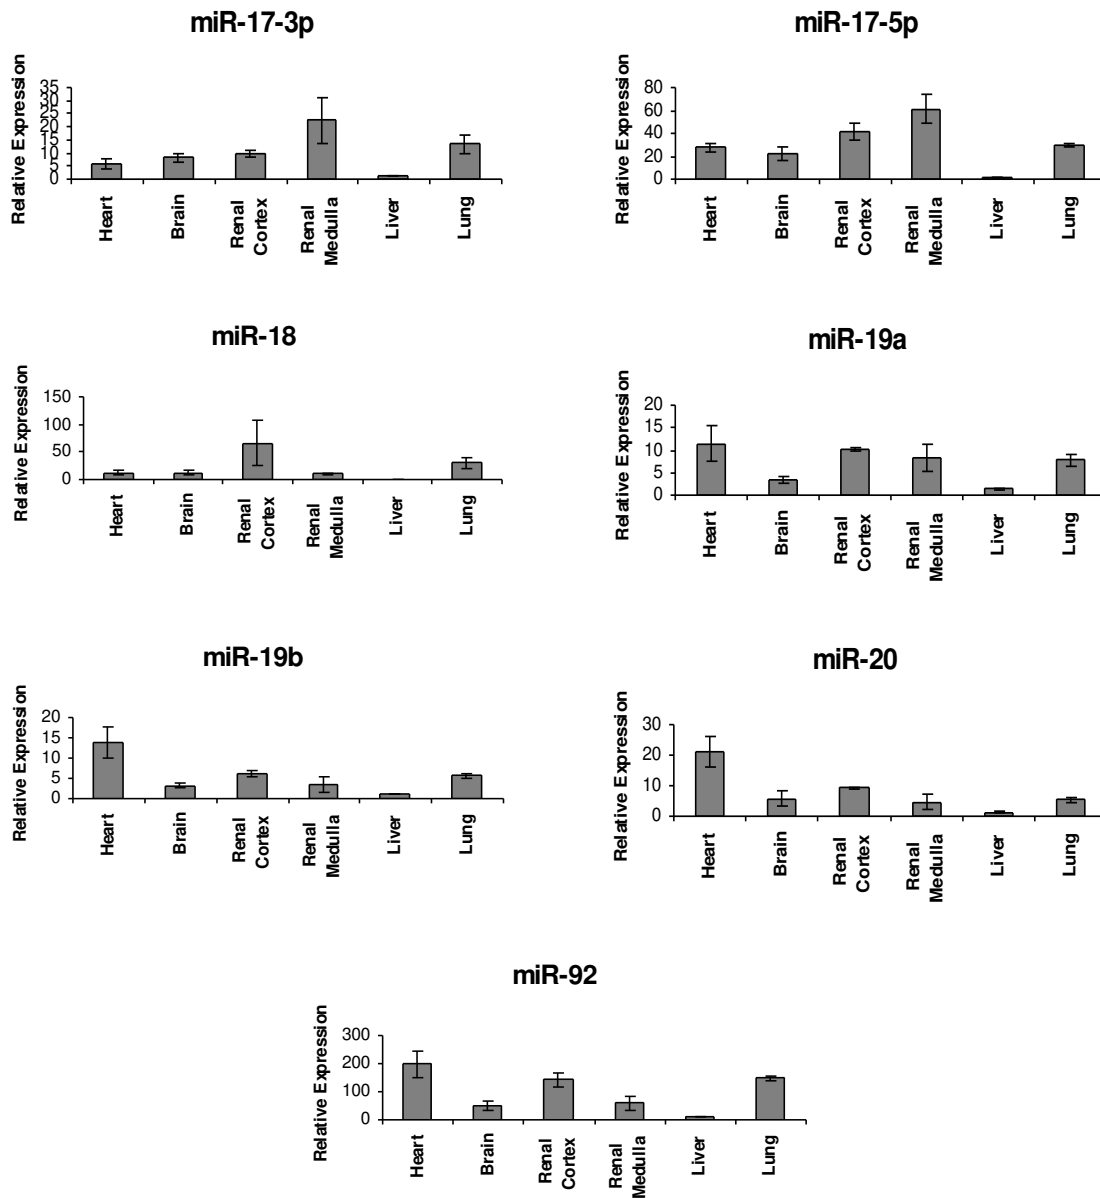 miR-17-3p
Relative Expression
35
30
25
20
15
10
5
0
Heart
Brain
Renal
Cortex
Renal
Medulla
Liver
Lung
miR-17-5p
Relative Expression
80
60
40
20
0
Heart
Brain
Renal
Cortex
Renal
Medulla
Liver
Lung
miR-18
Relative Expression
150
100
50
0
Heart
Brain
Renal
Cortex
Renal
Medulla
Liver
Lung
miR-19a
Relative Expression
20
15
10
5
0
Heart
Brain
Renal
Cortex
Renal
Medulla
Liver
Lung
miR-19b
Relative Expression
20
15
10
5
0
Heart
Brain
Renal
Cortex
Renal
Medulla
Liver
Lung
miR-20
Relative Expression
30
20
10
0
Heart
Brain
Renal
Cortex
Renal
Medulla
Liver
Lung
miR-92
Relative Expression
300
200
100
0
Heart
Brain
Renal
Cortex
Renal
Medulla
Liver
Lung